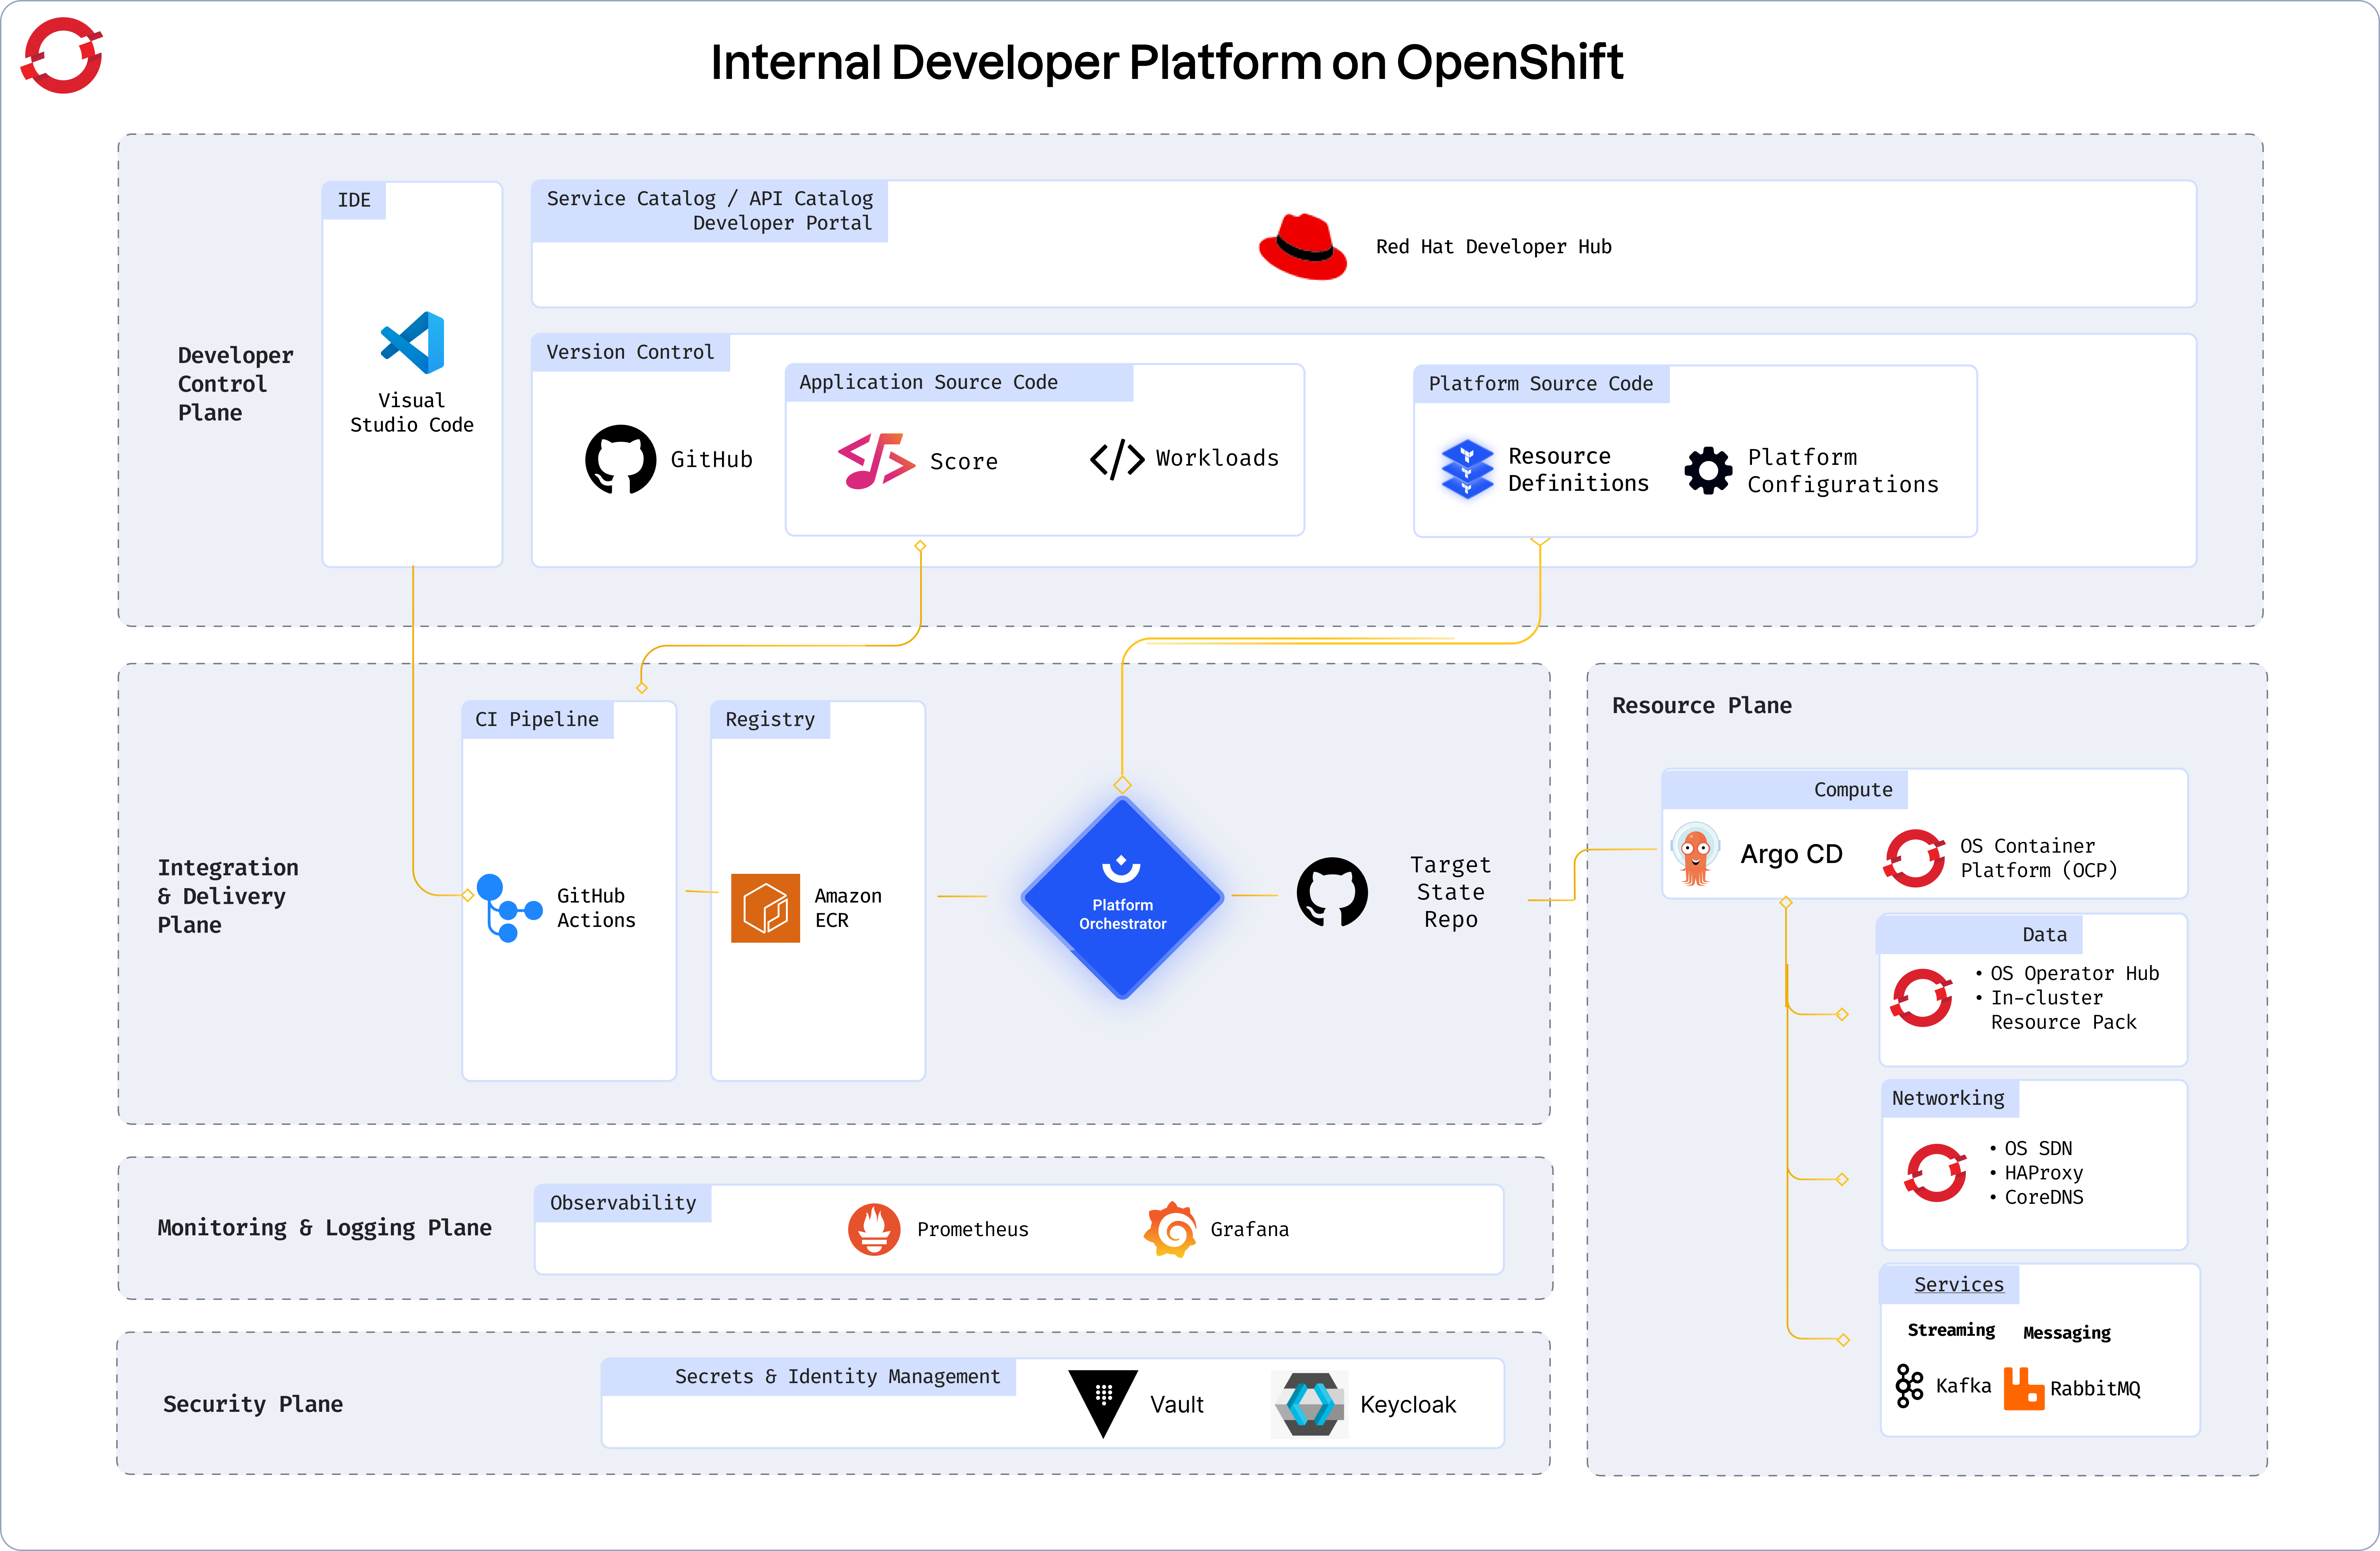 Internal Developer Platform on OpenShift
Developer
Control
Plane
IDE
Visual
Studio Code
Service Catalog / API Catalog
Developer Portal
Red Hat Developer Hub
Version Control
GitHub
Application Source Code
Score
Workloads
Platform Source Code
Resource
Definitions
Platform
Configurations
Integration
& Delivery
Plane
CI Pipeline
GitHub
Actions
Registry
Amazon
ECR
Platform
Orchestrator
Target
State
Repo
Resource Plane
Compute
Argo CD
OS Container
Platform (OCP)
Data
• OS Operator Hub
• In-cluster
Resource Pack
Networking
• OS SDN
• HAProxy
• CoreDNS
Services
Streaming
Messaging
Kafka
RabbitMQ
Monitoring & Logging Plane
Observability
Prometheus
Grafana
Security Plane
Secrets & Identity Management
Vault
Keycloak